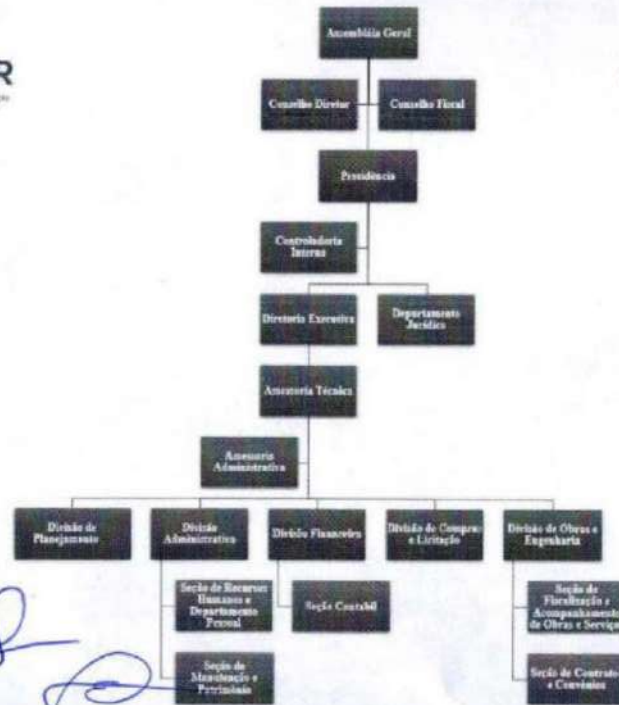 R
Assembléia Geral
Conselho Diretor
Conselho Fiscal
Presidência
Controladoria
Interna
Diretoria Executiva
Departamento
Jurídico
Assessoria Técnica
Assessoria
Administrativa
Divisão de
Planejamento
Divisão
Administrativa
Divisão Financeira
Divisão de Compras
e Licitação
Divisão de Obras e
Engenharia
Seção de Recursos
Humanos e
Departamento
Pessoal
Seção Contábil
Seção de
Fiscalização e
Acompanhamento
de Obras e Serviços
Seção de
Manutenção e
Patrimônio
Seção de Contratos
e Convênios